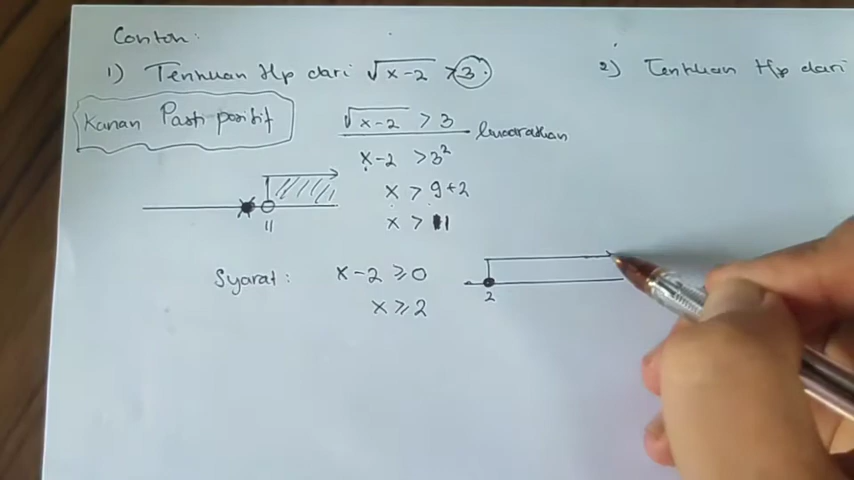 Contoh:
1) Tentukan Hp dari √x-2 > 3.
2) Tentukan Hp dari
Kanan Pasti positif
√x-2 > 3
kuadratkan
x-2 > 3²
x > 9+2
x > 11
11
Syarat: x-2 ≥ 0
x ≥ 2
2